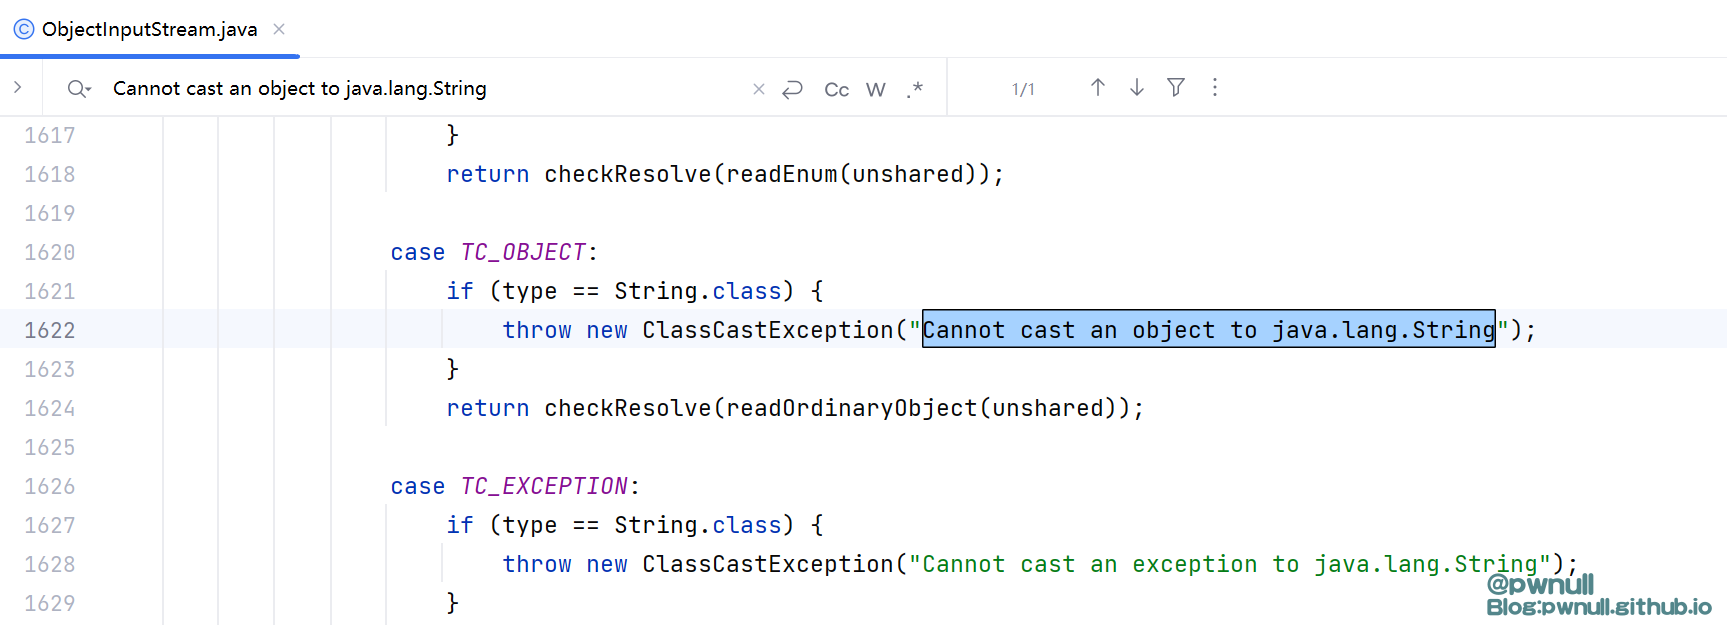 ObjectInputStream.java
Cannot cast an object to java.lang.String Cc W .* 1/1
1617 }
1618 return checkResolve(readEnum(unshared));
1619
1620 case TC_OBJECT:
1621 if (type == String.class) {
1622 throw new ClassCastException("Cannot cast an object to java.lang.String");
1623 }
1624 return checkResolve(readOrdinaryObject(unshared));
1625
1626 case TC_EXCEPTION:
1627 if (type == String.class) {
1628 throw new ClassCastException("Cannot cast an exception to java.lang.String");
1629 }
@pwnull
Blog:pwnull.github.io